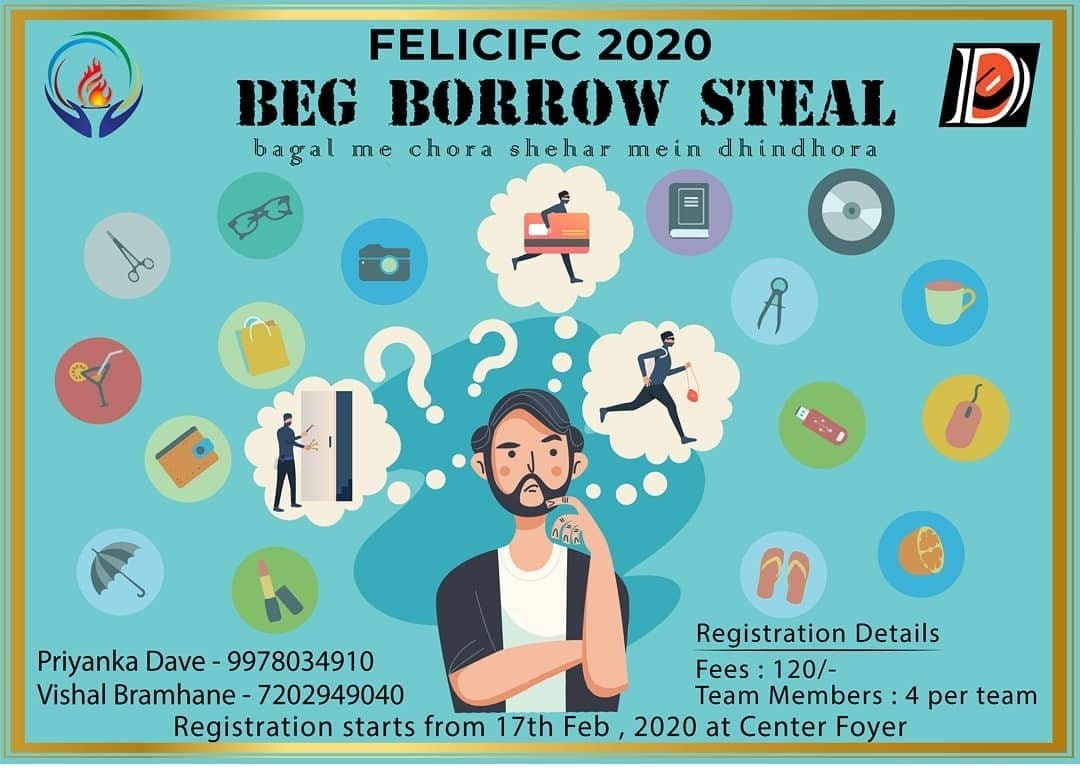 FELICIFC 2020
BEG BORROW STEAL
bagal me chora shehar mein dhindhora
Registration Details
Priyanka Dave - 9978034910
Fees : 120/-
Vishal Bramhane - 7202949040
Team Members : 4 per team
Registration starts from 17th Feb , 2020 at Center Foyer